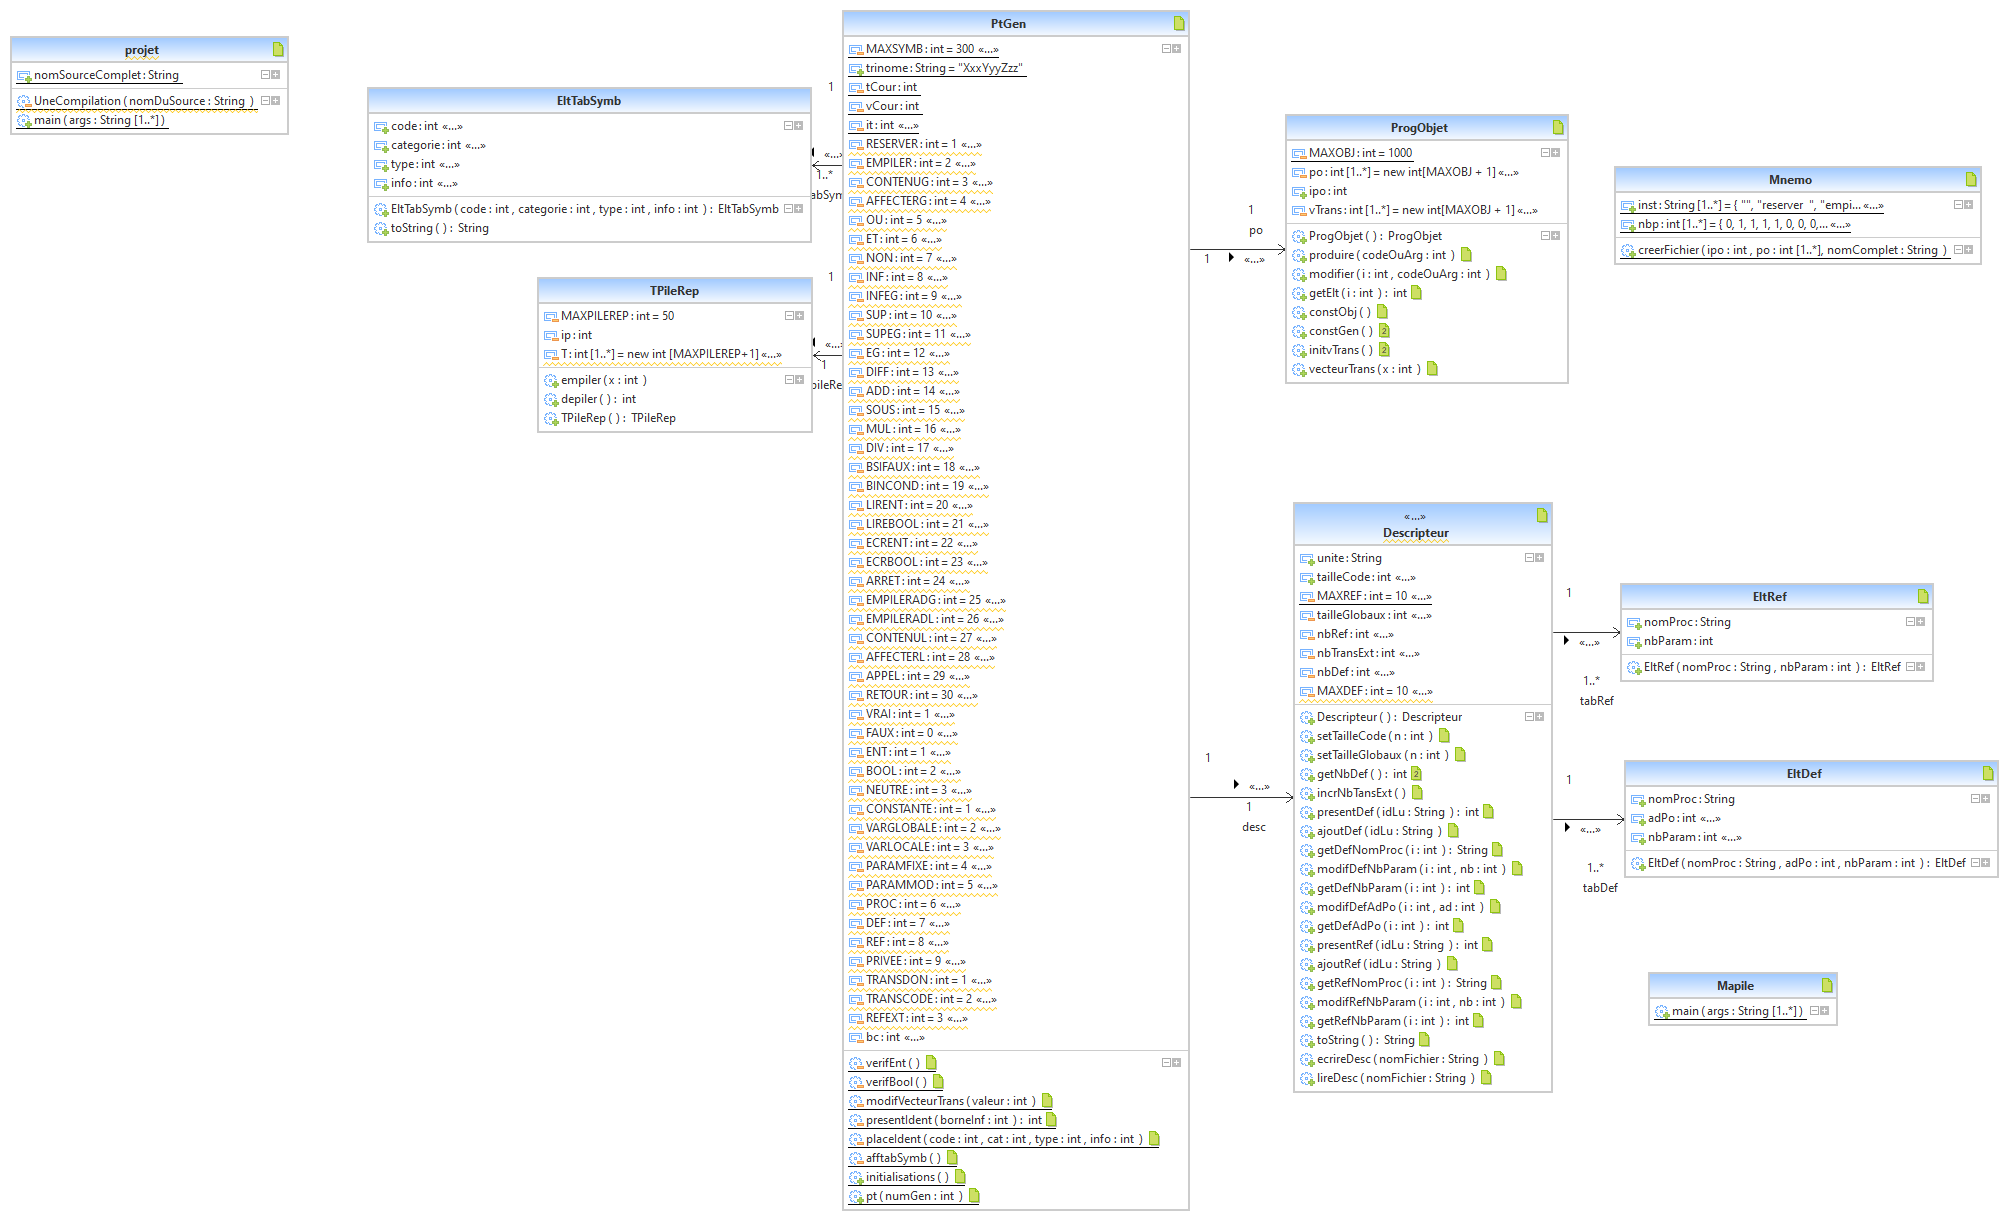 projet
nomSourceComplet : String
UneCompilation ( nomDuSource : String )
main ( args : String [1..*] )
EltTabSymb
code : int «...»
categorie : int «...»
type : int «...»
info : int «...»
EltTabSymb ( code : int , categorie : int , type : int , info : int ) : EltTabSymb
toString ( ) : String
TPileRep
MAXPILEREP : int = 50
ip : int
T : int [1..*] = new int [MAXPILEREP+1] «...»
empiler ( x : int )
depiler ( ) : int
TPileRep ( ) : TPileRep
1
«...»
1..*
abSym
1
«...»
1
pileRe
PtGen
MAXSYMB : int = 300 «...»
trinome : String = "XxxYyyZzz"
tCour : int
vCour : int
it : int «...»
RESERVER : int = 1 «...»
EMPILER : int = 2 «...»
CONTENUG : int = 3 «...»
AFFECTERG : int = 4 «...»
OU : int = 5 «...»
ET : int = 6 «...»
NON : int = 7 «...»
INF : int = 8 «...»
INFEG : int = 9 «...»
SUP : int = 10 «...»
SUPEG : int = 11 «...»
EG : int = 12 «...»
DIFF : int = 13 «...»
ADD : int = 14 «...»
SOUS : int = 15 «...»
MUL : int = 16 «...»
DIV : int = 17 «...»
BSIFAUX : int = 18 «...»
BINCOND : int = 19 «...»
LIRENT : int = 20 «...»
LIREBOOL : int = 21 «...»
ECRENT : int = 22 «...»
ECRBOOL : int = 23 «...»
ARRET : int = 24 «...»
EMPILERADG : int = 25 «...»
EMPILERADL : int = 26 «...»
CONTENUL : int = 27 «...»
AFFECTERL : int = 28 «...»
APPEL : int = 29 «...»
RETOUR : int = 30 «...»
VRAI : int = 1 «...»
FAUX : int = 0 «...»
ENT : int = 1 «...»
BOOL : int = 2 «...»
NEUTRE : int = 3 «...»
CONSTANTE : int = 1 «...»
VARGLOBALE : int = 2 «...»
VARLOCALE : int = 3 «...»
PARAMFIXE : int = 4 «...»
PARAMMOD : int = 5 «...»
PROC : int = 6 «...»
DEF : int = 7 «...»
REF : int = 8 «...»
PRIVEE : int = 9 «...»
TRANSDON : int = 1 «...»
TRANSCODE : int = 2 «...»
REFEXT : int = 3 «...»
bc : int «...»
verifEnt ( )
verifBool ( )
modifVecteurTrans ( valeur : int )
presentIdent ( borneInf : int ) : int
placeIdent ( code : int , cat : int , type : int , info : int )
afftabSymb ( )
initialisations ( )
pt ( numGen : int )
1
po
1
«...»
ProgObjet
MAXOBJ : int = 1000
po : int [1..*] = new int[MAXOBJ + 1] «...»
ipo : int
vTrans : int [1..*] = new int[MAXOBJ + 1] «...»
ProgObjet ( ) : ProgObjet
produire ( codeOuArg : int )
modifier ( i : int , codeOuArg : int )
getElt ( i : int ) : int
constObj ( )
constGen ( ) 2
initvTrans ( ) 2
vecteurTrans ( x : int )
Mnemo
inst : String [1..*] = { "", "reserver ", "empi... «...»
nbp : int [1..*] = { 0, 1, 1, 1, 1, 0, 0, 0,... «...»
creerFichier ( ipo : int , po : int [1..*], nomComplet : String )
1
«...»
1
desc
«...»
Descripteur
unite : String
tailleCode : int «...»
MAXREF : int = 10 «...»
tailleGlobaux : int «...»
nbRef : int «...»
nbTransExt : int «...»
nbDef : int «...»
MAXDEF : int = 10 «...»
Descripteur ( ) : Descripteur
setTailleCode ( n : int )
setTailleGlobaux ( n : int )
getNbDef ( ) : int 2
incrNbTansExt ( )
presentDef ( idLu : String ) : int
ajoutDef ( idLu : String )
getDefNomProc ( i : int ) : String
modifDefNbParam ( i : int , nb : int )
getDefNbParam ( i : int ) : int
modifDefAdPo ( i : int , ad : int )
getDefAdPo ( i : int ) : int
presentRef ( idLu : String ) : int
ajoutRef ( idLu : String )
getRefNomProc ( i : int ) : String
modifRefNbParam ( i : int , nb : int )
getRefNbParam ( i : int ) : int
toString ( ) : String
ecrireDesc ( nomFichier : String )
lireDesc ( nomFichier : String )
1
«...»
1..*
tabRef
EltRef
nomProc : String
nbParam : int
EltRef ( nomProc : String , nbParam : int ) : EltRef
1
«...»
1..*
tabDef
EltDef
nomProc : String
adPo : int «...»
nbParam : int «...»
EltDef ( nomProc : String , adPo : int , nbParam : int ) : EltDef
Mapile
main ( args : String [1..*] )